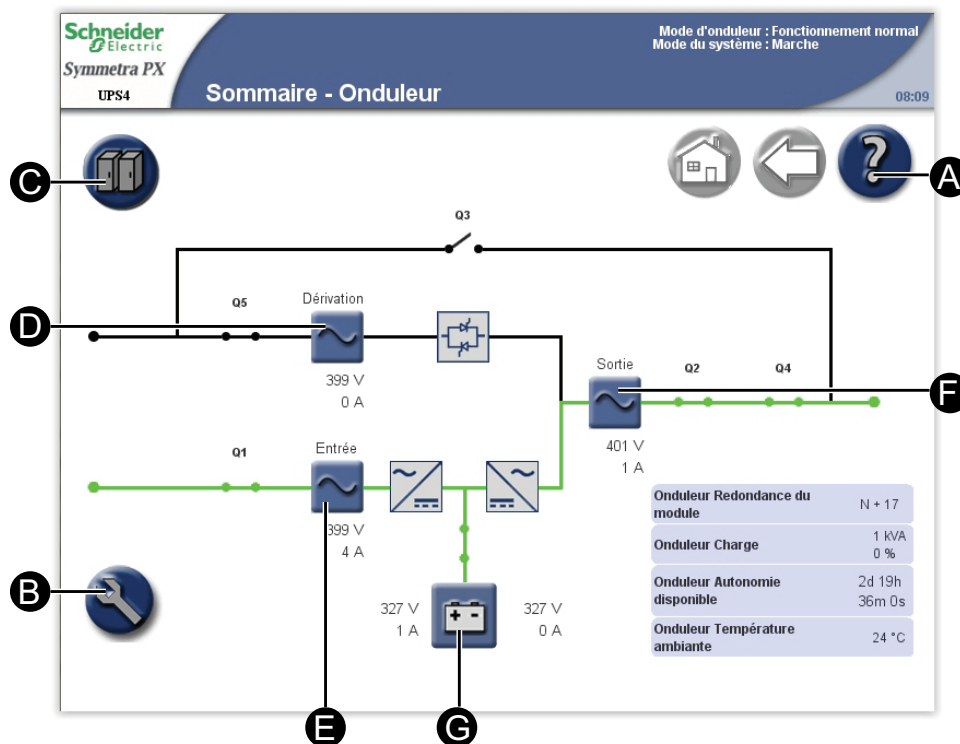 Schneider
Electric
Symmetra PX
UPS4
Sommaire - Onduleur
Mode d'onduleur : Fonctionnement normal
Mode du système : Marche
08:09
C
A
Q3
Q5
Dérivation
D
399 V
0 A
Sortie
Q2
Q4
F
401 V
1 A
Q1
Entrée
399 V
4 A
Onduleur Redondance du
module
N + 17
Onduleur Charge
1 kVA
0 %
Onduleur Autonomie
disponible
2d 19h
36m 0s
Onduleur Température
ambiante
24 °C
B
327 V
1 A
+ -
327 V
0 A
E
G